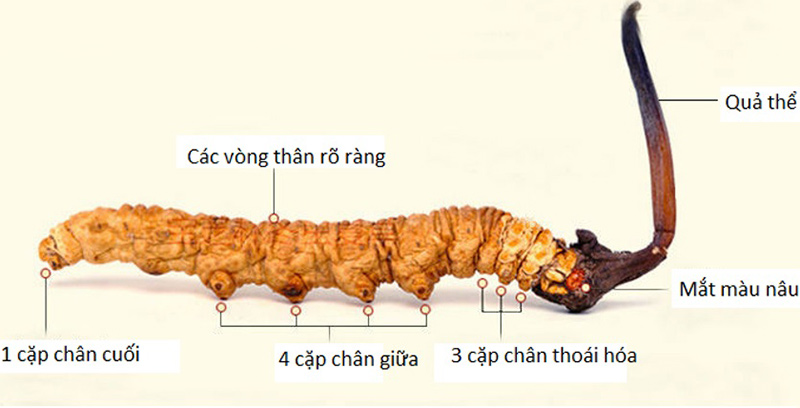 Quả thể
Các vòng thân rõ ràng
Mắt màu nâu
1 cặp chân cuối
4 cặp chân giữa
3 cặp chân thoái hóa